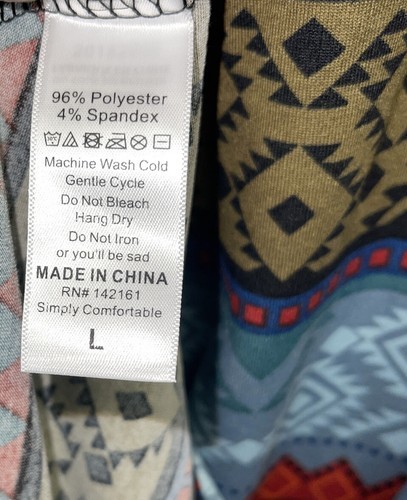 96% Polyester
4% Spandex
Machine Wash Cold
Gentle Cycle
Do Not Bleach
Hang Dry
Do Not Iron
or you'll be sad
MADE IN CHINA
RN# 142161
Simply Comfortable
L